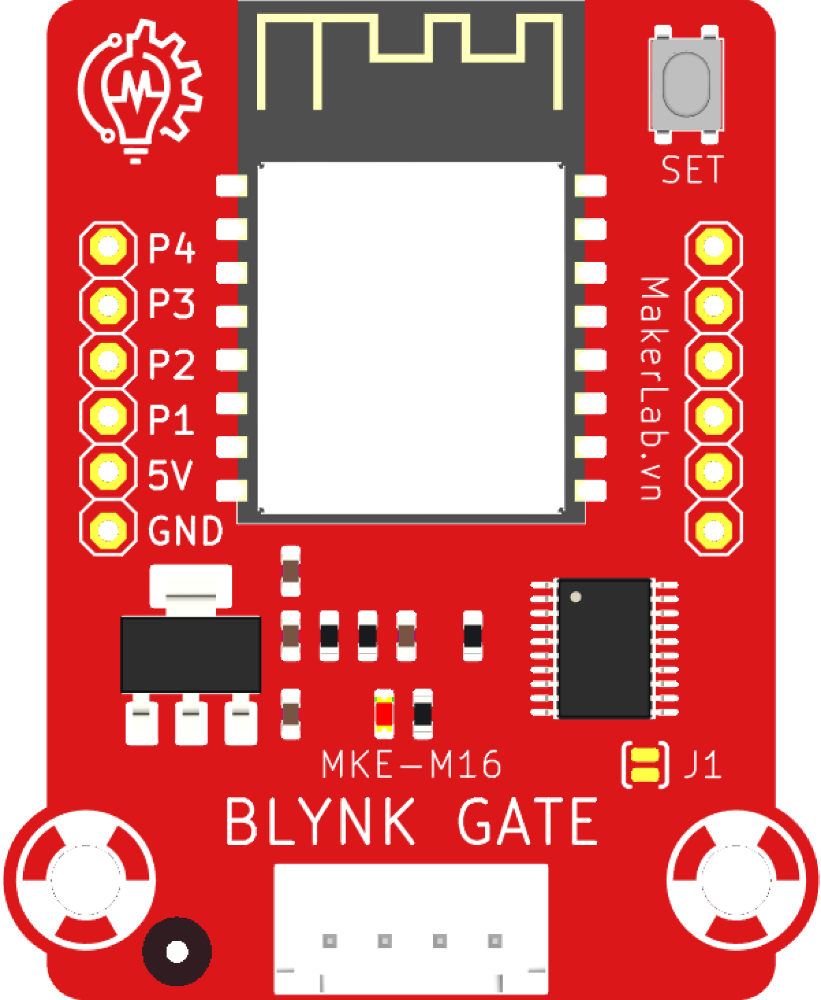 SET
P4
P3
P2
P1
5V
GND
MakerLab.vn
MKE-M16
J1
BLYNK GATE